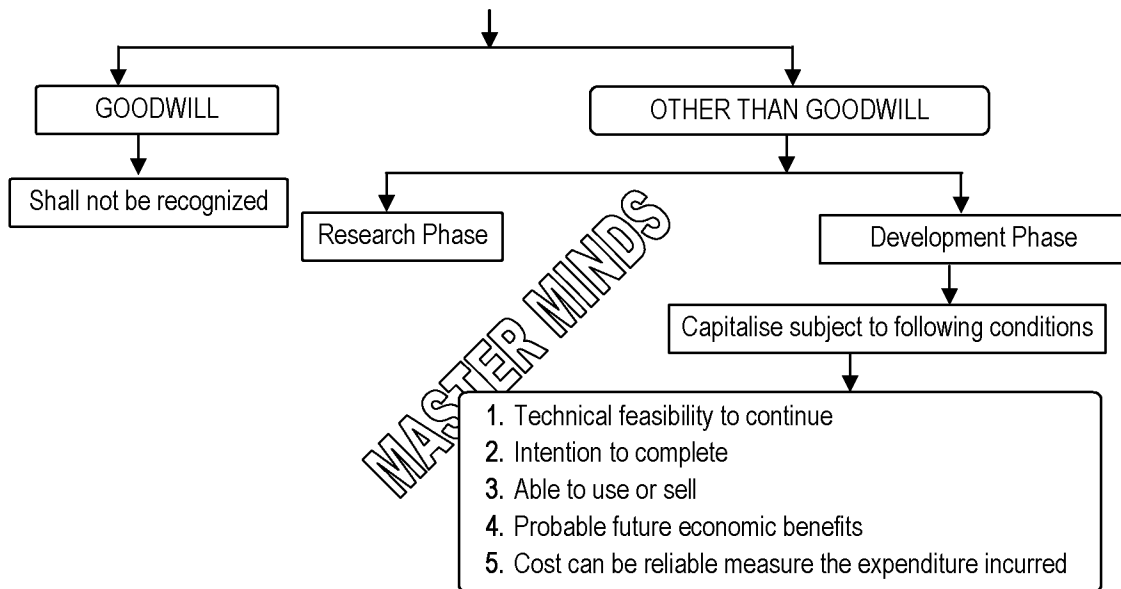 GOODWILL
OTHER THAN GOODWILL
Shall not be recognized
Research Phase
Development Phase
Capitalise subject to following conditions
MASTER MINDS
1. Technical feasibility to continue
2. Intention to complete
3. Able to use or sell
4. Probable future economic benefits
5. Cost can be reliable measure the expenditure incurred